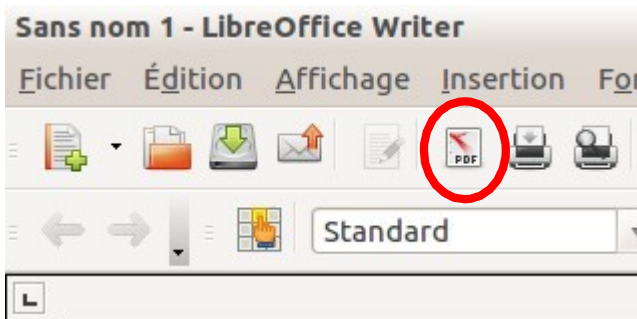 Sans nom 1 - LibreOffice Writer
Fichier Édition Affichage Insertion
PDF
Standard